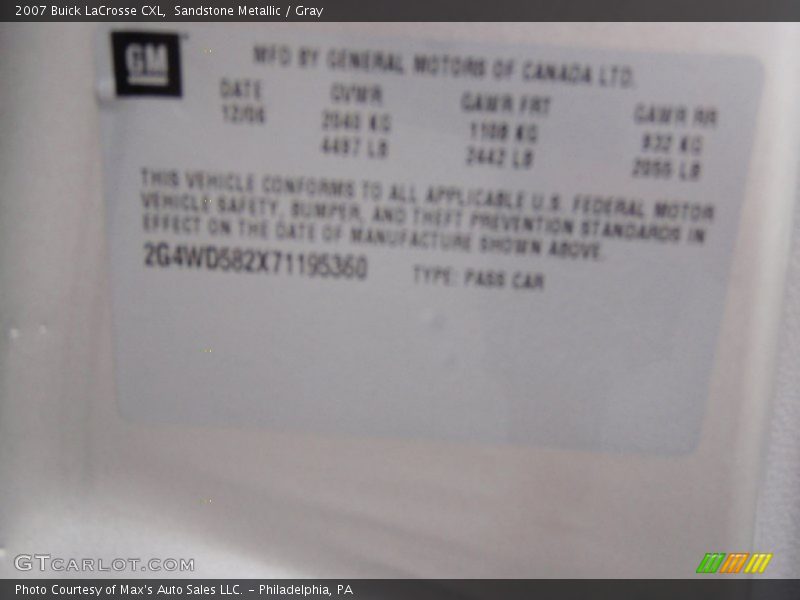 2007 Buick LaCrosse CXL, Sandstone Metallic / Gray
GM
MFD BY GENERAL MOTORS OF CANADA LTD.
DATE GVWR GAWR FRT GAWR RR
12/06 2040 KG 1108 KG 932 KG
4497 LB 2442 LB 2055 LB
THIS VEHICLE CONFORMS TO ALL APPLICABLE U.S. FEDERAL MOTOR
VEHICLE SAFETY, BUMPER, AND THEFT PREVENTION STANDARDS IN
EFFECT ON THE DATE OF MANUFACTURE SHOWN ABOVE.
2G4WD582X71195360 TYPE: PASS CAR
GTCARLOT.COM
Photo Courtesy of Max's Auto Sales LLC. - Philadelphia, PA